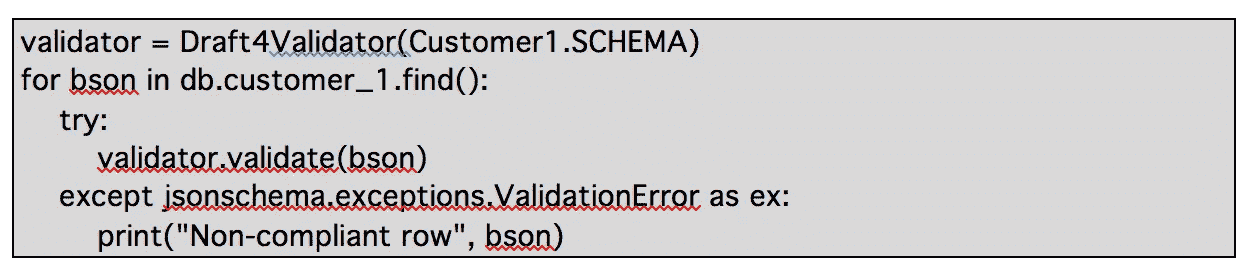 validator = Draft4Validator(Customer1.SCHEMA)
for bson in db.customer_1.find():
    try:
        validator.validate(bson)
    except jsonschema.exceptions.ValidationError as ex:
        print("Non-compliant row", bson)